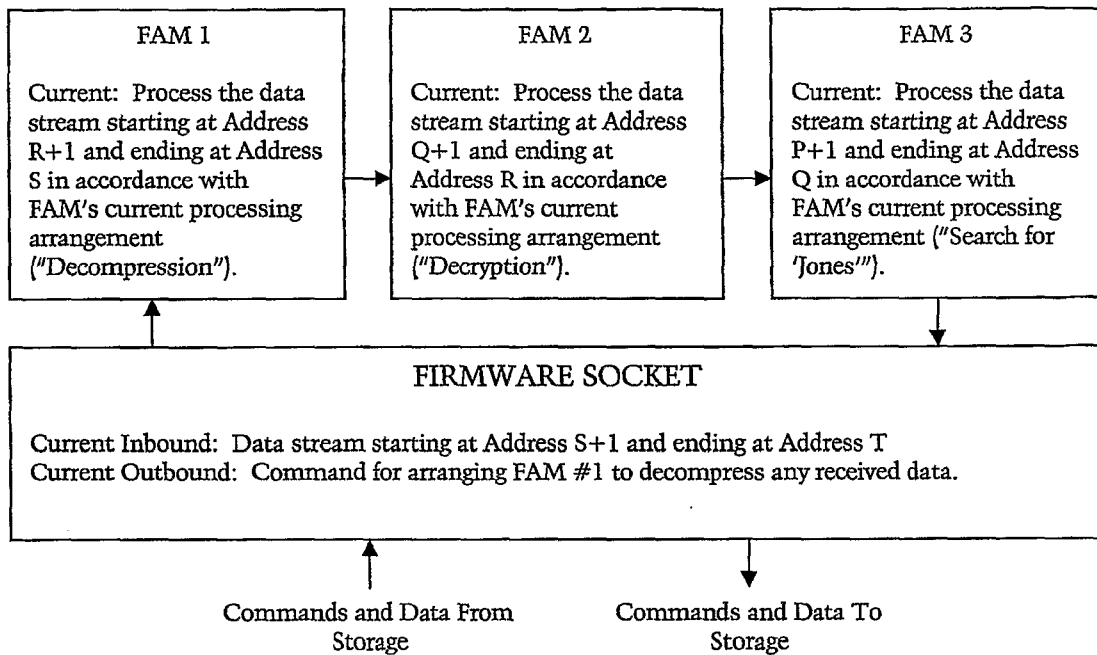 FAM 1
Current: Process the data
stream starting at Address
R+1 and ending at Address
S in accordance with
FAM's current processing
arrangement
("Decompression").
FAM 2
Current: Process the data
stream starting at Address
Q+1 and ending at
Address R in accordance
with FAM's current
processing arrangement
("Decryption").
FAM 3
Current: Process the data
stream starting at Address
P+1 and ending at Address
Q in accordance with
FAM's current processing
arrangement ("Search for
'Jones'").
FIRMWARE SOCKET
Current Inbound: Data stream starting at Address S+1 and ending at Address T
Current Outbound: Command for arranging FAM #1 to decompress any received data.
Commands and Data From
Storage
Commands and Data To
Storage